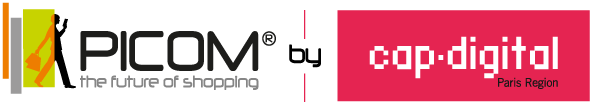 PICOM® by cap·digital
the future of shopping
Paris Region